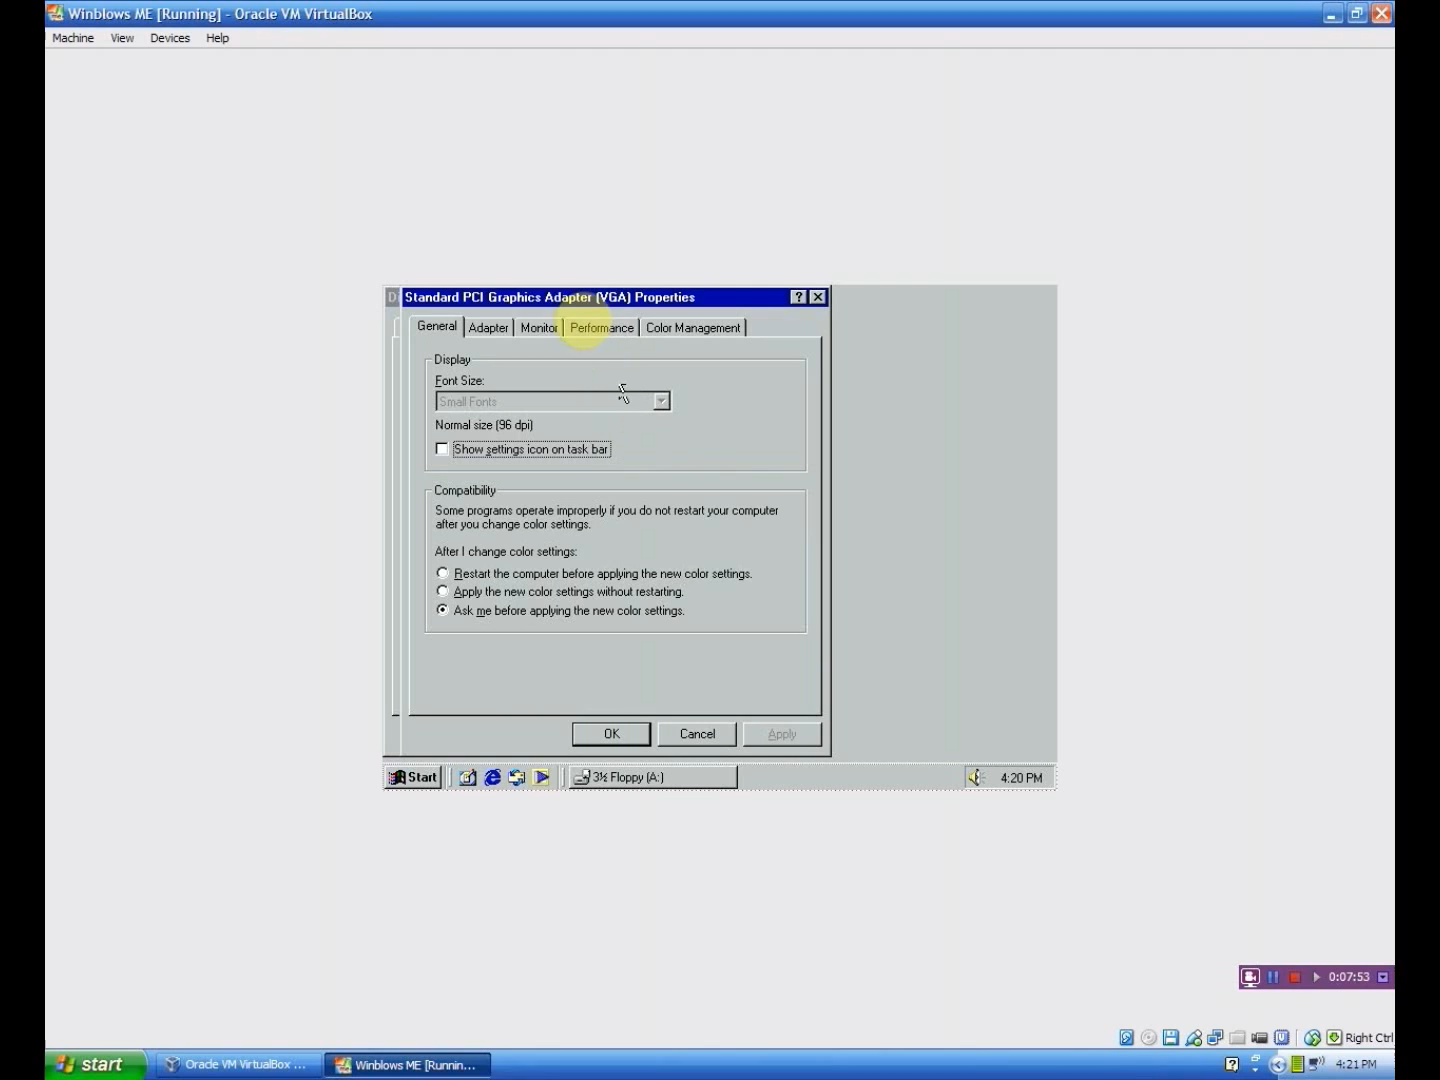 Winblows ME [Running] - Oracle VM VirtualBox
Machine View Devices Help
Standard PCI Graphics Adapter (VGA) Properties
General Adapter Monitor Performance Color Management
Display
Font Size:
Small Fonts
Normal size (96 dpi)
Show settings icon on task bar
Compatibility
Some programs operate improperly if you do not restart your computer
after you change color settings.
After I change color settings:
Restart the computer before applying the new color settings.
Apply the new color settings without restarting.
Ask me before applying the new color settings.
OK Cancel Apply
Start 3½ Floppy (A:) 4:20 PM
0:07:53
Right Ctrl
start Oracle VM VirtualBox ... Winblows ME [Runnin... 4:21 PM